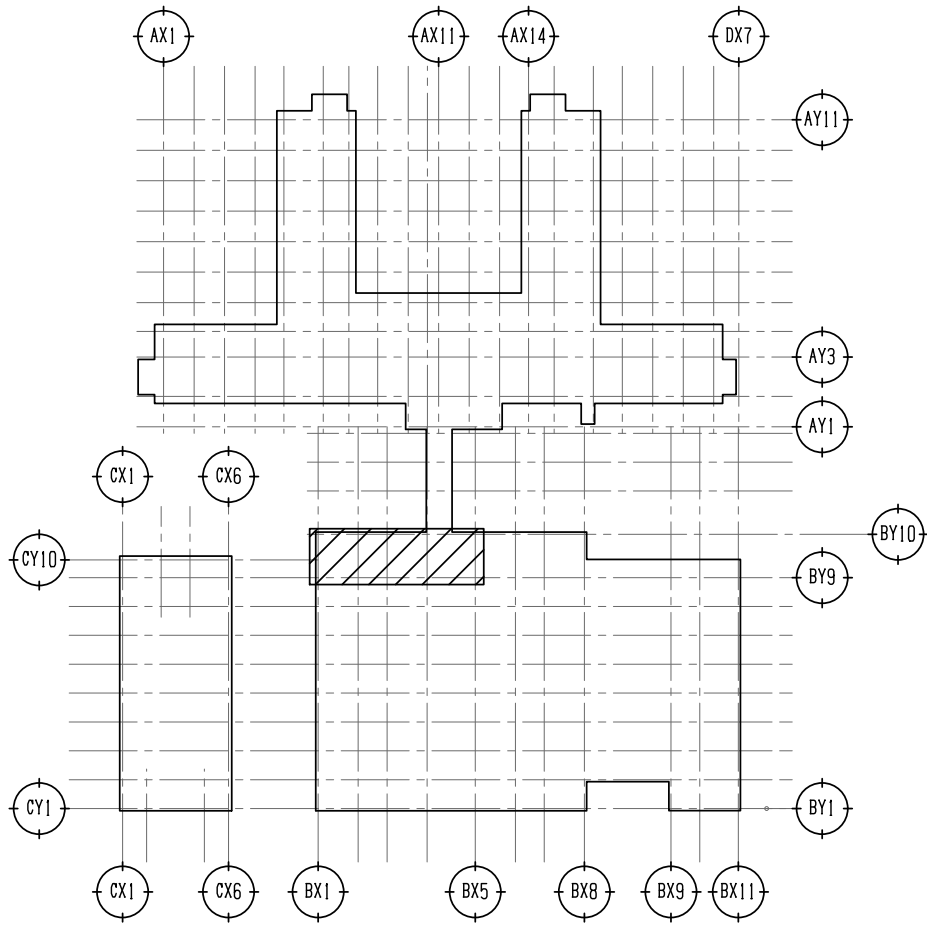 AX1
AX11
AX14
DX7
AY11
AY3
AY1
CX1
CX6
BY10
CY10
BY9
CY1
BY1
CX1
CX6
BX1
BX5
BX8
BX9
BX11